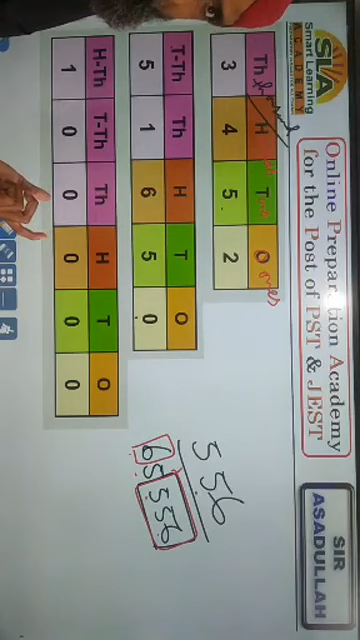 SLA
Smart Learning
ACADEMY
Online Preparation Academy
for the Post of PST & JEST
SIR
ASADULLAH
Th H T O
3 4 5 2
ones
T-Th Th H T O
5 1 6 5 0
H-Th T-Th Th H T O
1 0 0 0 0 0
556
65556